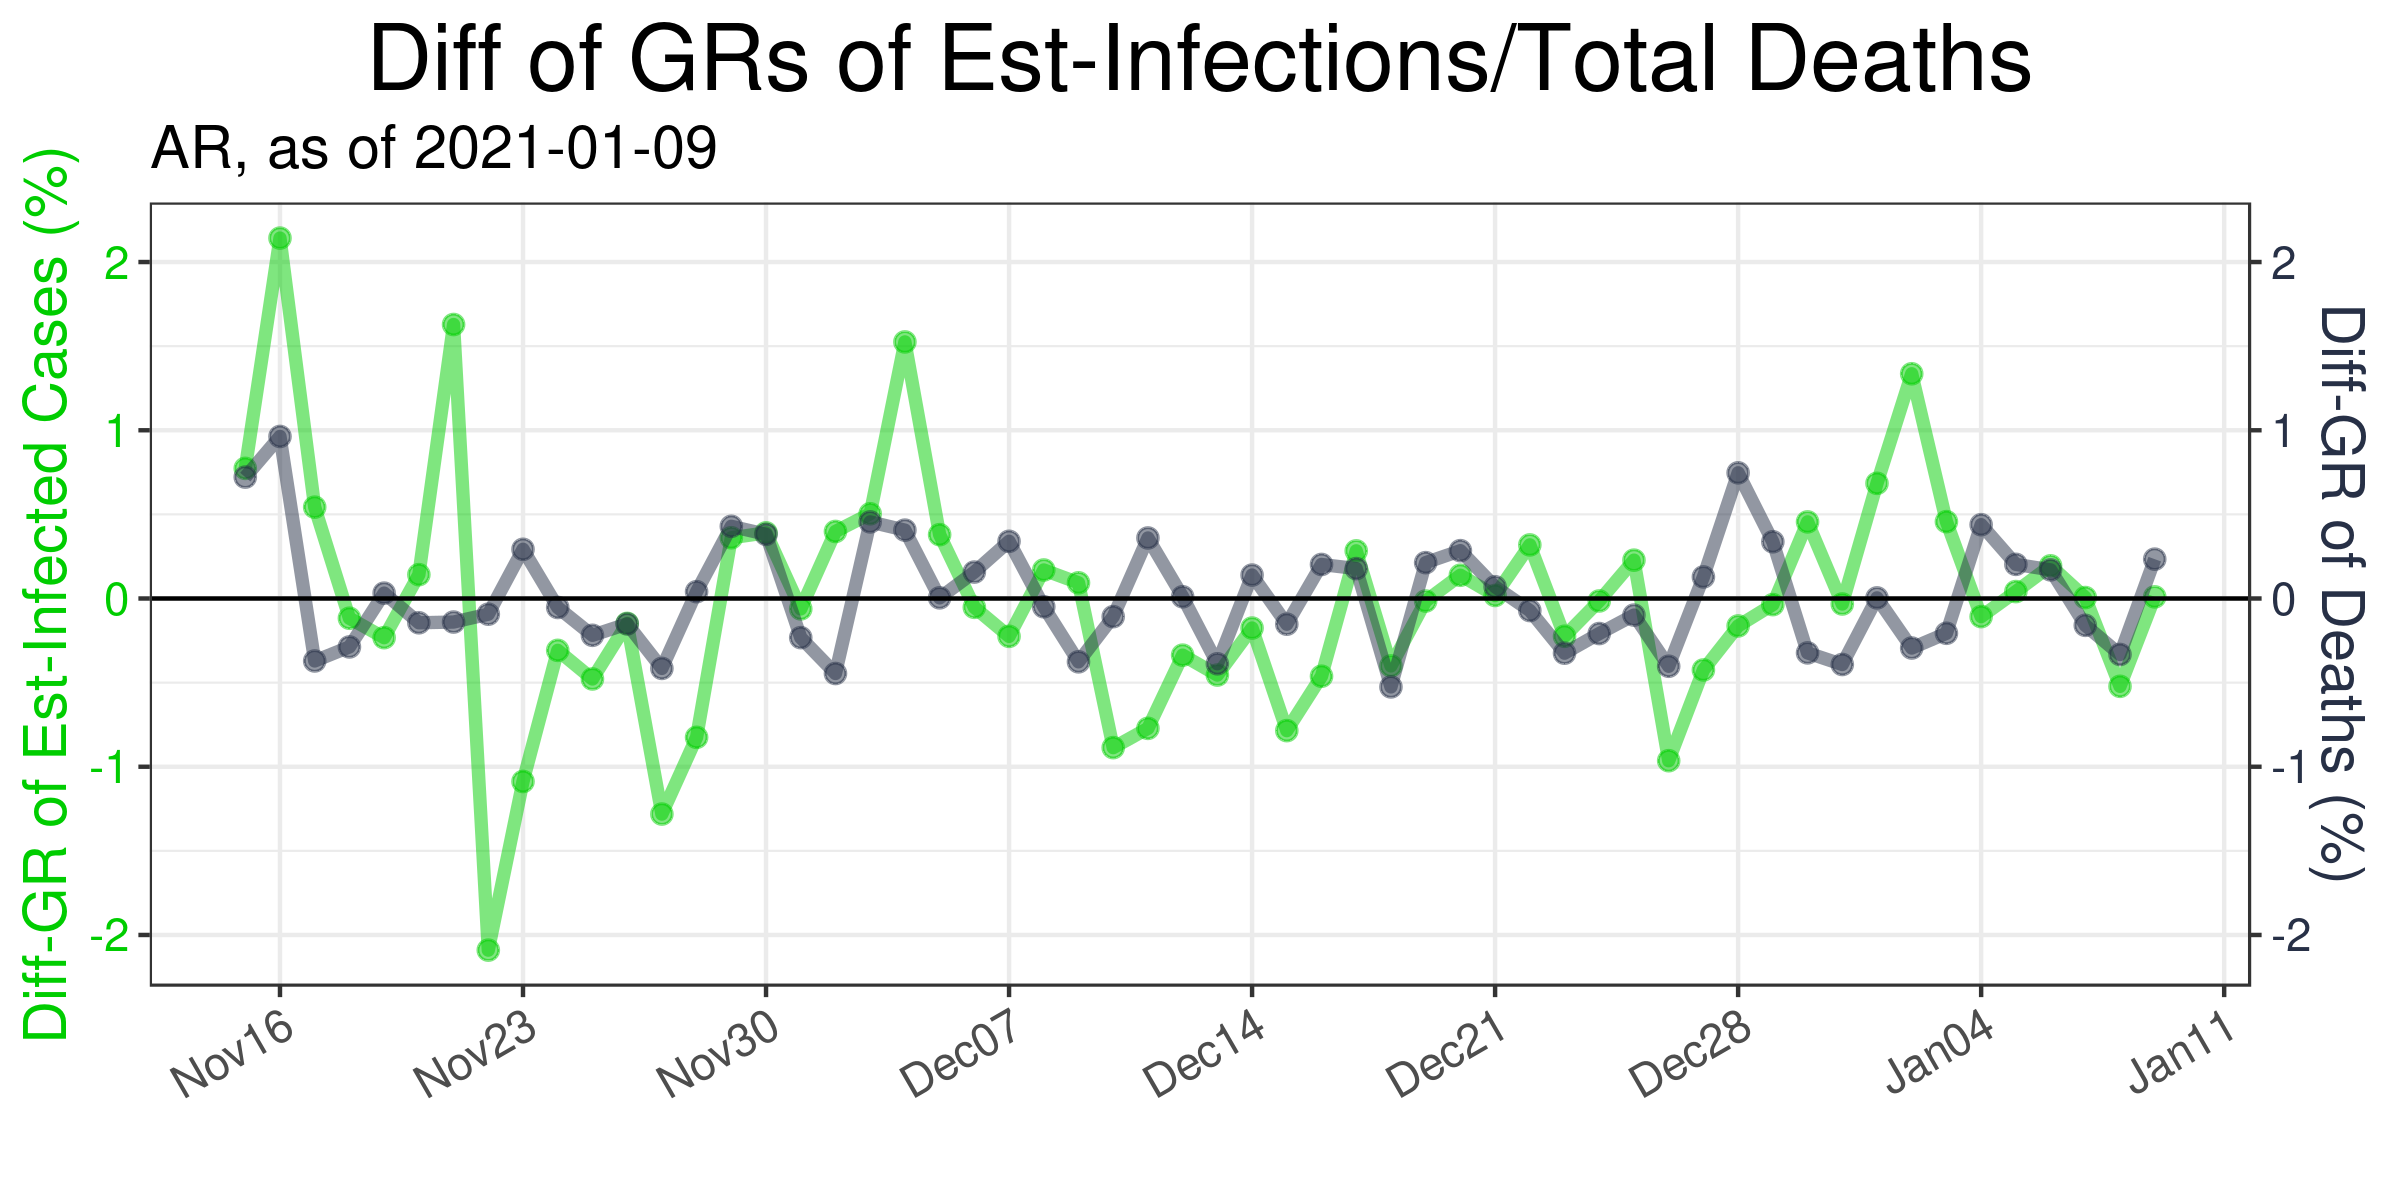 Diff of GRs of Est-Infections/Total Deaths
AR, as of 2021-01-09
Diff-GR of Est-Infected Cases (%)
2
1
0
-1
-2
2
1
0
-1
-2
Diff-GR of Deaths (%)
Nov16
Nov23
Nov30
Dec07
Dec14
Dec21
Dec28
Jan04
Jan11